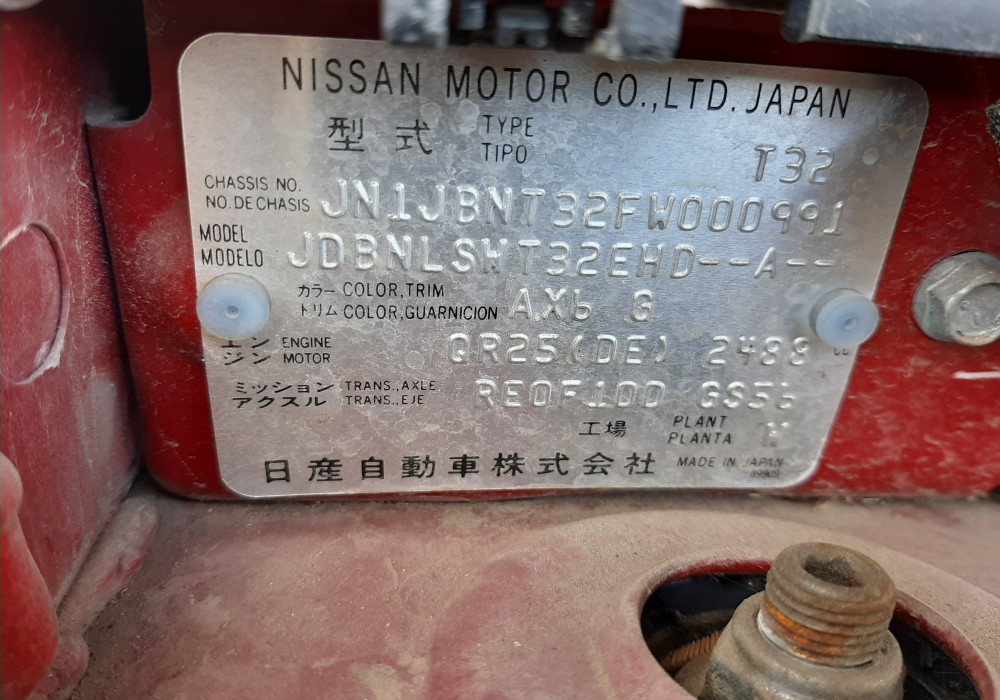 NISSAN MOTOR CO.,LTD. JAPAN
型式 TYPE TIPO T32
CHASSIS NO. NO. DE CHASIS JN1JBNT32FW000991
MODEL MODELO JDBNLSWT32EHD--A--
カラー COLOR,TRIM
トリム COLOR,GUARNICION AX6 G
エンジン ENGINE MOTOR QR25(DE) 2488 cc
ミッション TRANS.,AXLE
アクスル TRANS.,EJE RE0F10D GS5b
工場 PLANT PLANTA
日産自動車株式会社 MADE IN JAPAN